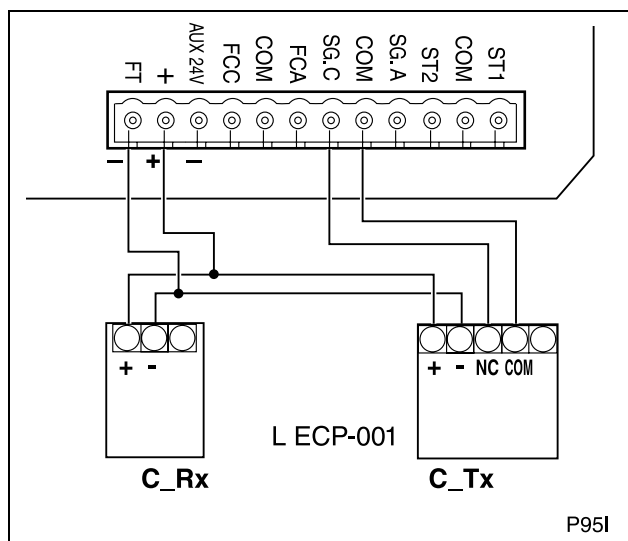 FT + AUX 24V FCC COM FCA SG.C COM SG.A ST2 COM ST1
− + −
+ - + - NC COM
L ECP-001
C_Rx C_Tx
P95I